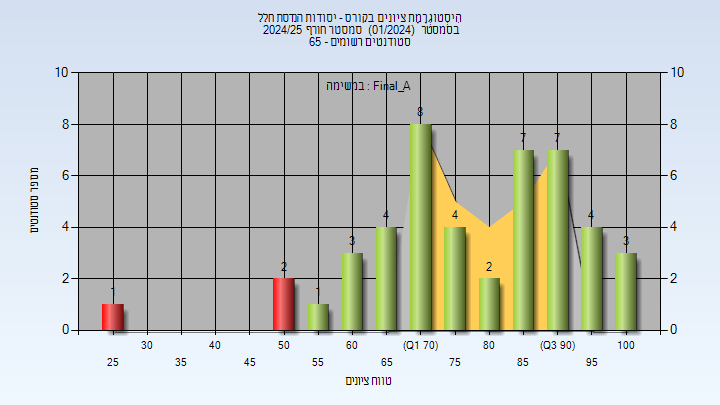 היסטוגרמת ציונים בקורס - יסודות הנדסת חלל
בסמסטר (01/2024) סמסטר חורף 2024/25
סטודנטים רשומים - 65
במשימה : Final_A
10 10
8 8
6 6
4 4
2 2
0 0
1 2 1 3 4 8 4 2 7 7 4 3
מספר סטודנטים
30 40 50 60 (Q1 70) 80 (Q3 90) 100
25 35 45 55 65 75 85 95
טווח ציונים